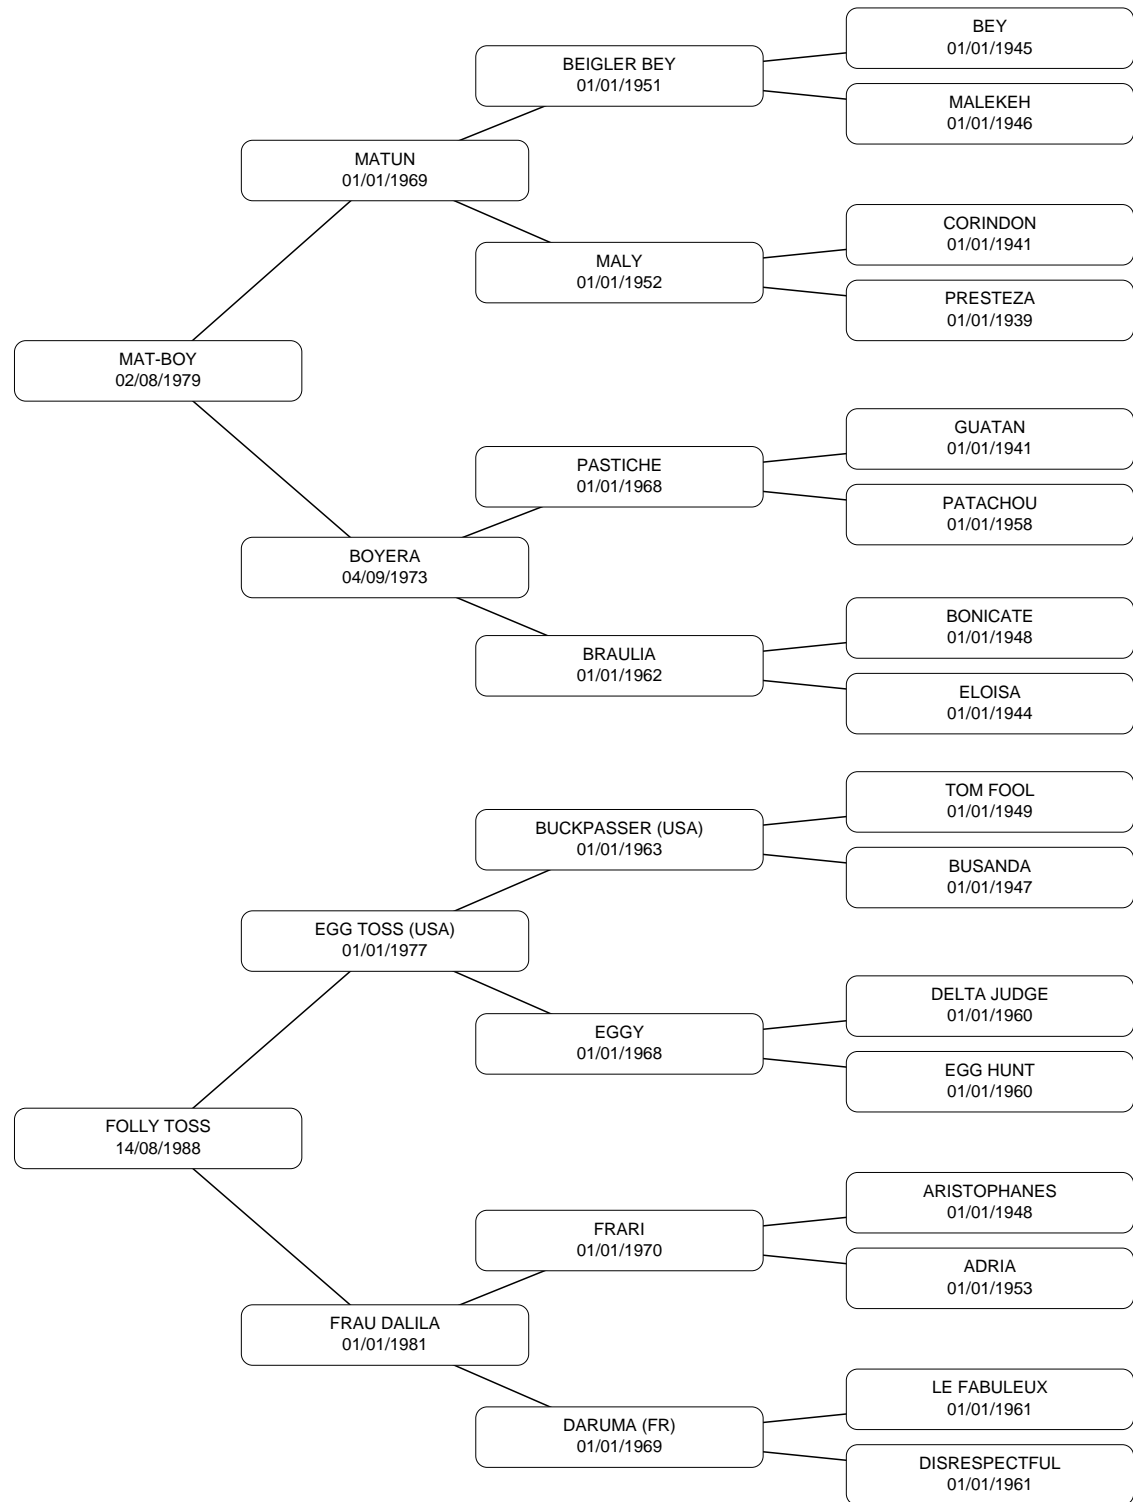 BEY
01/01/1945
BEIGLER BEY
01/01/1951
MALEKEH
01/01/1946
MATUN
01/01/1969
CORINDON
01/01/1941
MALY
01/01/1952
PRESTEZA
01/01/1939
MAT-BOY
02/08/1979
GUATAN
01/01/1941
PASTICHE
01/01/1968
PATACHOU
01/01/1958
BOYERA
04/09/1973
BONICATE
01/01/1948
BRAULIA
01/01/1962
ELOISA
01/01/1944
TOM FOOL
01/01/1949
BUCKPASSER (USA)
01/01/1963
BUSANDA
01/01/1947
EGG TOSS (USA)
01/01/1977
DELTA JUDGE
01/01/1960
EGGY
01/01/1968
EGG HUNT
01/01/1960
FOLLY TOSS
14/08/1988
ARISTOPHANES
01/01/1948
FRARI
01/01/1970
ADRIA
01/01/1953
FRAU DALILA
01/01/1981
LE FABULEUX
01/01/1961
DARUMA (FR)
01/01/1969
DISRESPECTFUL
01/01/1961